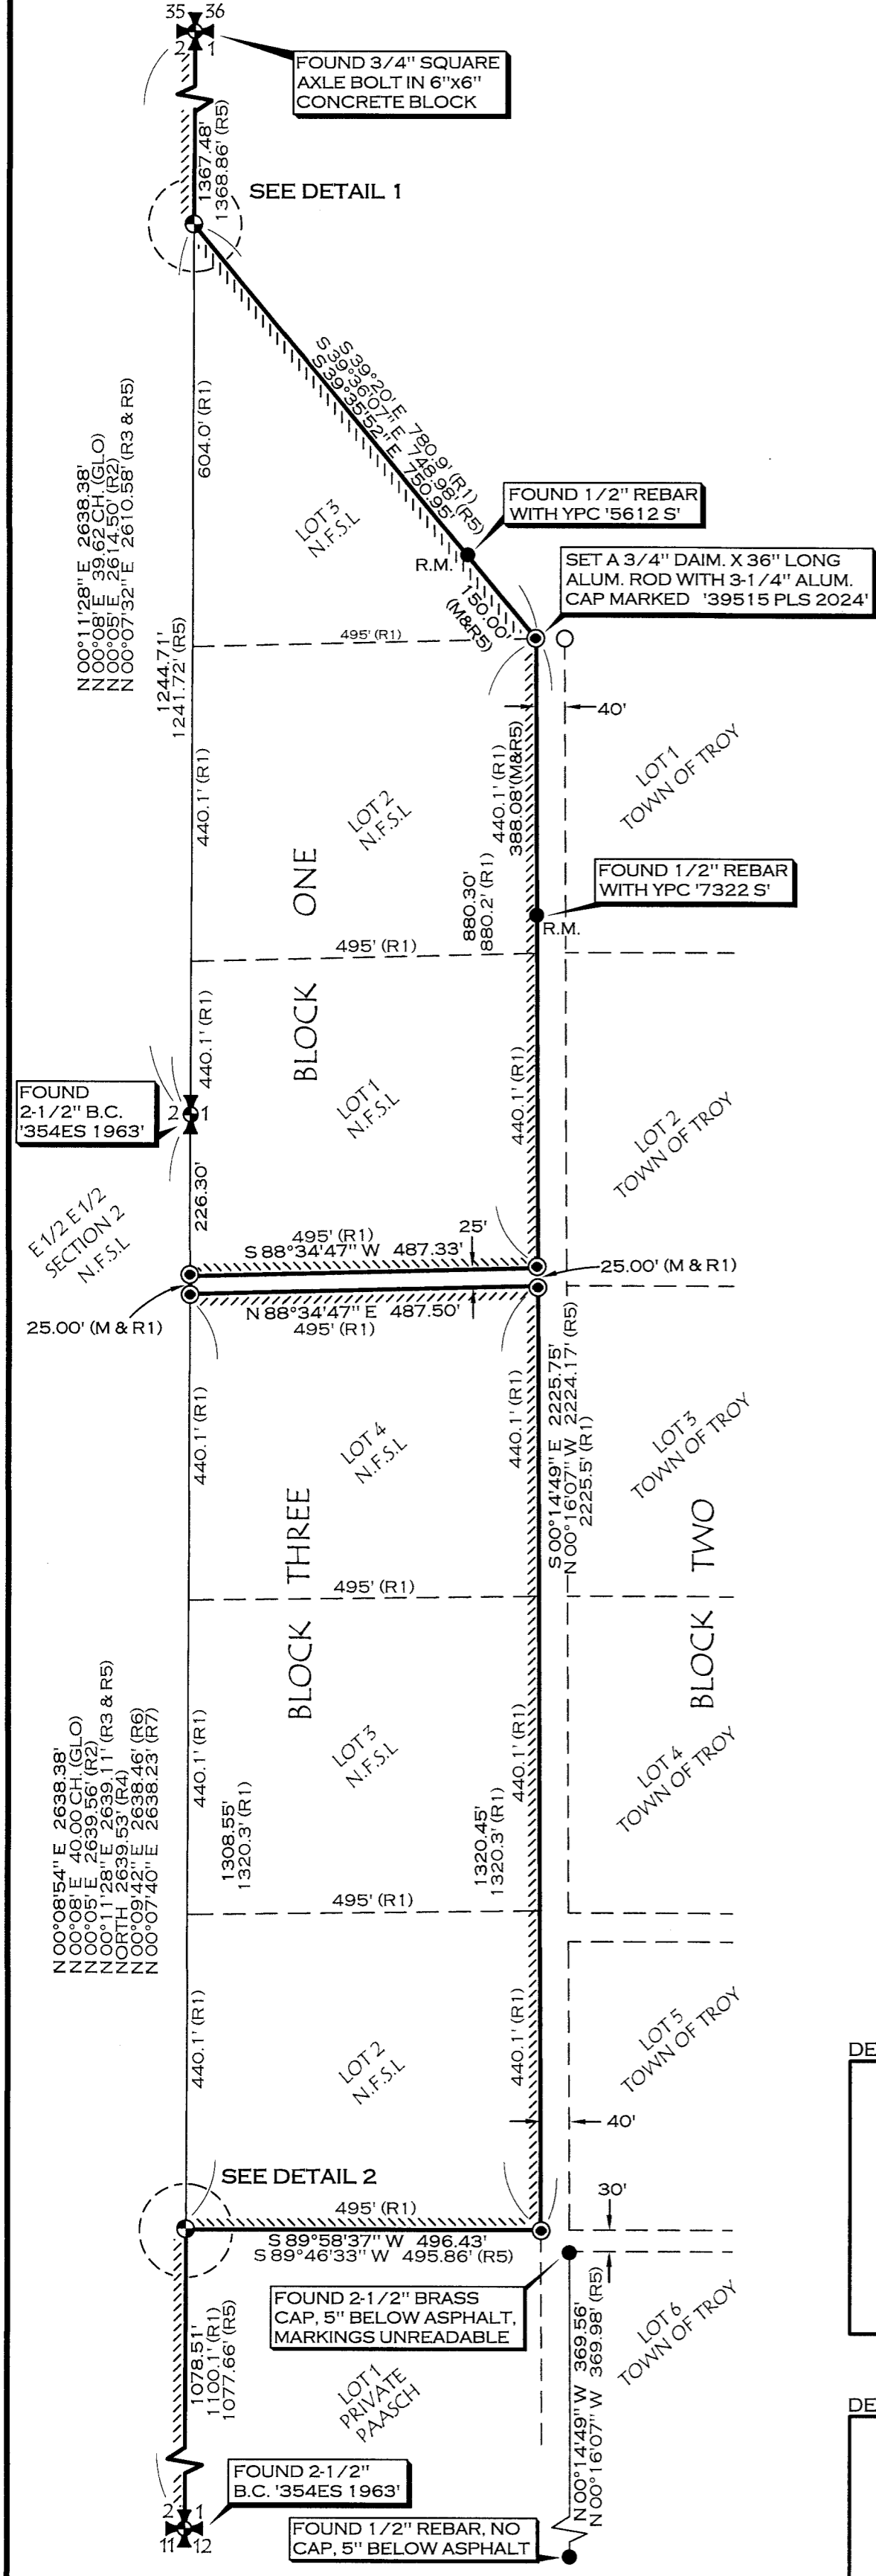 35 36
2 1
FOUND 3/4" SQUARE
AXLE BOLT IN 6"x6"
CONCRETE BLOCK
1367.48'
1368.86' (R5)
SEE DETAIL 1
S 39°20' E 780.9' (R1)
S 39°36'07" E 748.98' (R5)
S 39°35'52" E 750.95'
604.0' (R1)
N 00°11'28" E 2638.38'
N 00°08' E 39.62 CH. (GLO)
N 00°05' E 2614.50' (R2)
N 00°07'32" E 2610.58' (R3 & R5)
LOT 3
N.F.S.L
FOUND 1/2" REBAR
WITH YPC '5612 S'
R.M.
150.00'
(M&R5)
SET A 3/4" DAIM. X 36" LONG
ALUM. ROD WITH 3-1/4" ALUM.
CAP MARKED '39515 PLS 2024'
495' (R1)
1244.71'
1241.72' (R5)
40'
LOT 1
TOWN OF TROY
440.1' (R1)
LOT 2
N.F.S.L
440.1' (R1)
388.08'(M&R5)
BLOCK ONE
880.30'
880.2' (R1)
FOUND 1/2" REBAR
WITH YPC '7322 S'
R.M.
495' (R1)
440.1' (R1)
LOT 1
N.F.S.L
440.1' (R1)
LOT 2
TOWN OF TROY
FOUND
2-1/2" B.C.
'354ES 1963'
2 1
226.30'
E 1/2 E 1/2
SECTION 2
N.F.S.L
495' (R1)
S 88°34'47" W 487.33'
25'
25.00' (M & R1)
N 88°34'47" E 487.50'
495' (R1)
25.00' (M & R1)
440.1' (R1)
LOT 4
N.F.S.L
440.1' (R1)
S 00°14'49" E 2225.75'
N 00°16'07" W 2224.17' (R5)
2225.5' (R1)
LOT 3
TOWN OF TROY
BLOCK THREE
BLOCK TWO
495' (R1)
N 00°08'54" E 2638.38'
N 00°08' E 40.00 CH. (GLO)
N 00°05' E 2639.56' (R2)
N 00°11'28" E 2639.11' (R3 & R5)
NORTH 2639.53' (R4)
N 00°09'42" E 2638.46' (R6)
N 00°07'40" E 2638.23' (R7)
440.1' (R1)
LOT 3
N.F.S.L
440.1' (R1)
LOT 4
TOWN OF TROY
1308.55'
1320.3' (R1)
1320.45'
1320.3' (R1)
495' (R1)
440.1' (R1)
LOT 2
N.F.S.L
440.1' (R1)
LOT 5
TOWN OF TROY
DE
40'
SEE DETAIL 2
495' (R1)
30'
S 89°58'37" W 496.43'
S 89°46'33" W 495.86' (R5)
FOUND 2-1/2" BRASS
CAP, 5" BELOW ASPHALT,
MARKINGS UNREADABLE
1078.51'
1100.1' (R1)
1077.66' (R5)
LOT 1
PRIVATE
PAASCH
N 00°14'49" W 369.56'
N 00°16'07" W 369.98' (R5)
LOT 6
TOWN OF TROY
DE
FOUND 2-1/2"
B.C. '354ES 1963'
2 1
11 12
FOUND 1/2" REBAR, NO
CAP, 5" BELOW ASPHALT